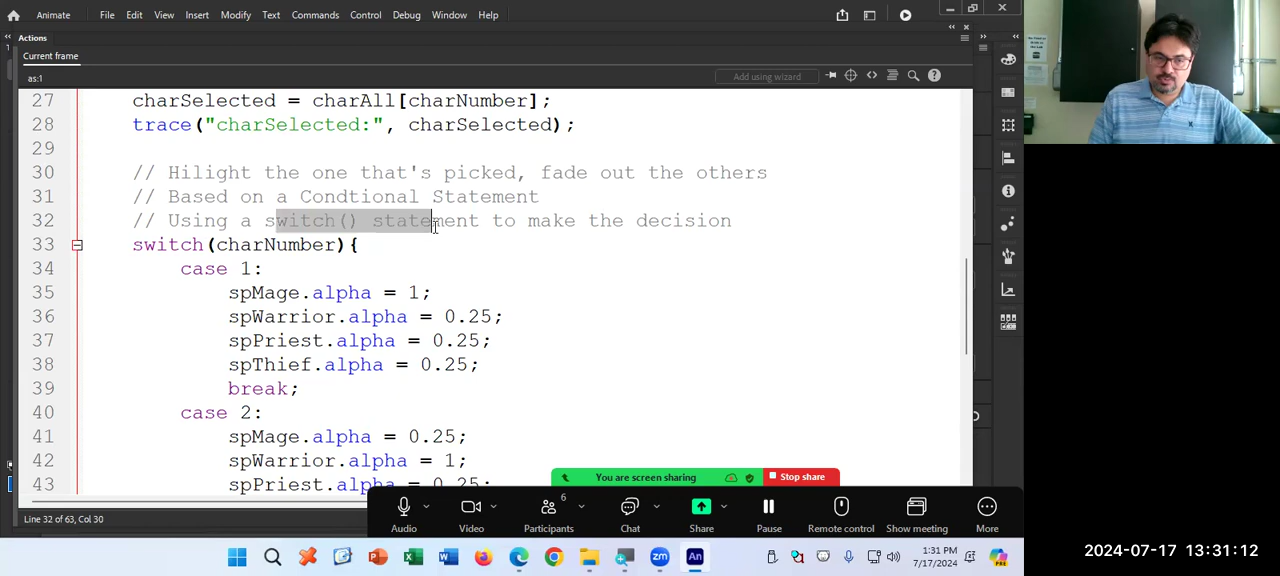 Animate File Edit View Insert Modify Text Commands Control Debug Window Help
Actions
Current frame
as:1
Add using wizard
27 charSelected = charAll[charNumber];
28 trace("charSelected:", charSelected);
29
30 // Hilight the one that's picked, fade out the others
31 // Based on a Condtional Statement
32 // Using a switch() statement to make the decision
33 switch(charNumber){
34 case 1:
35 spMage.alpha = 1;
36 spWarrior.alpha = 0.25;
37 spPriest.alpha = 0.25;
38 spThief.alpha = 0.25;
39 break;
40 case 2:
41 spMage.alpha = 0.25;
42 spWarrior.alpha = 1;
43 spPriest.alpha = 0.25;
You are screen sharing Stop share
6
Audio Video Participants Chat Share Pause Remote control Show meeting More
Line 32 of 63, Col 30
1:31 PM
7/17/2024
2024-07-17 13:31:12